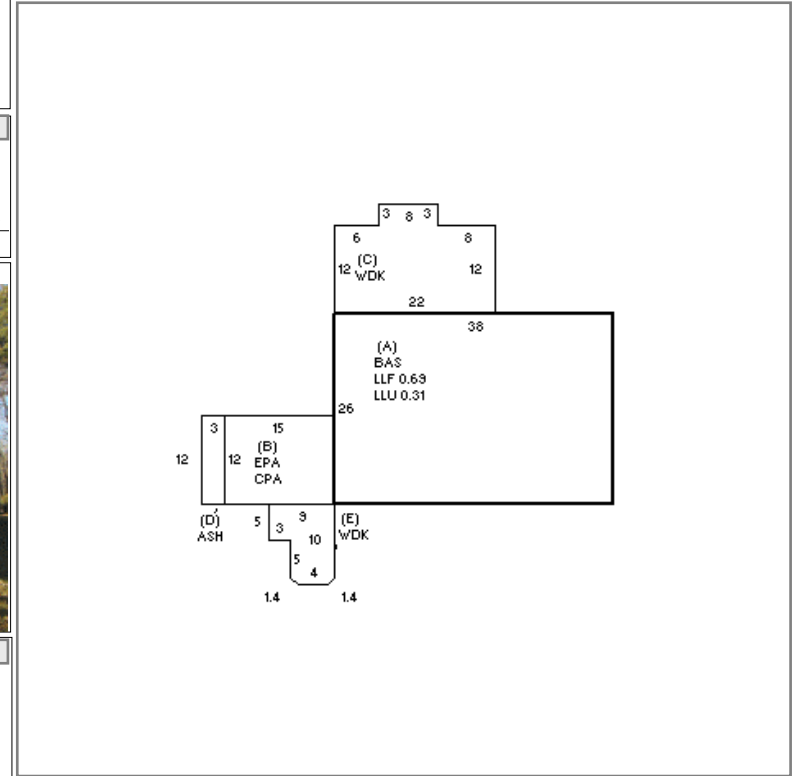 3 8 3
6 8
12 (C) 12
WDK
22
38
(A)
BAS
LLF 0.69
LLU 0.31
26
3 15
(B)
12 12 EPA
CPA
(D) 5 3 9 (E)
ASH 10 WDK
5
4
1.4 1.4